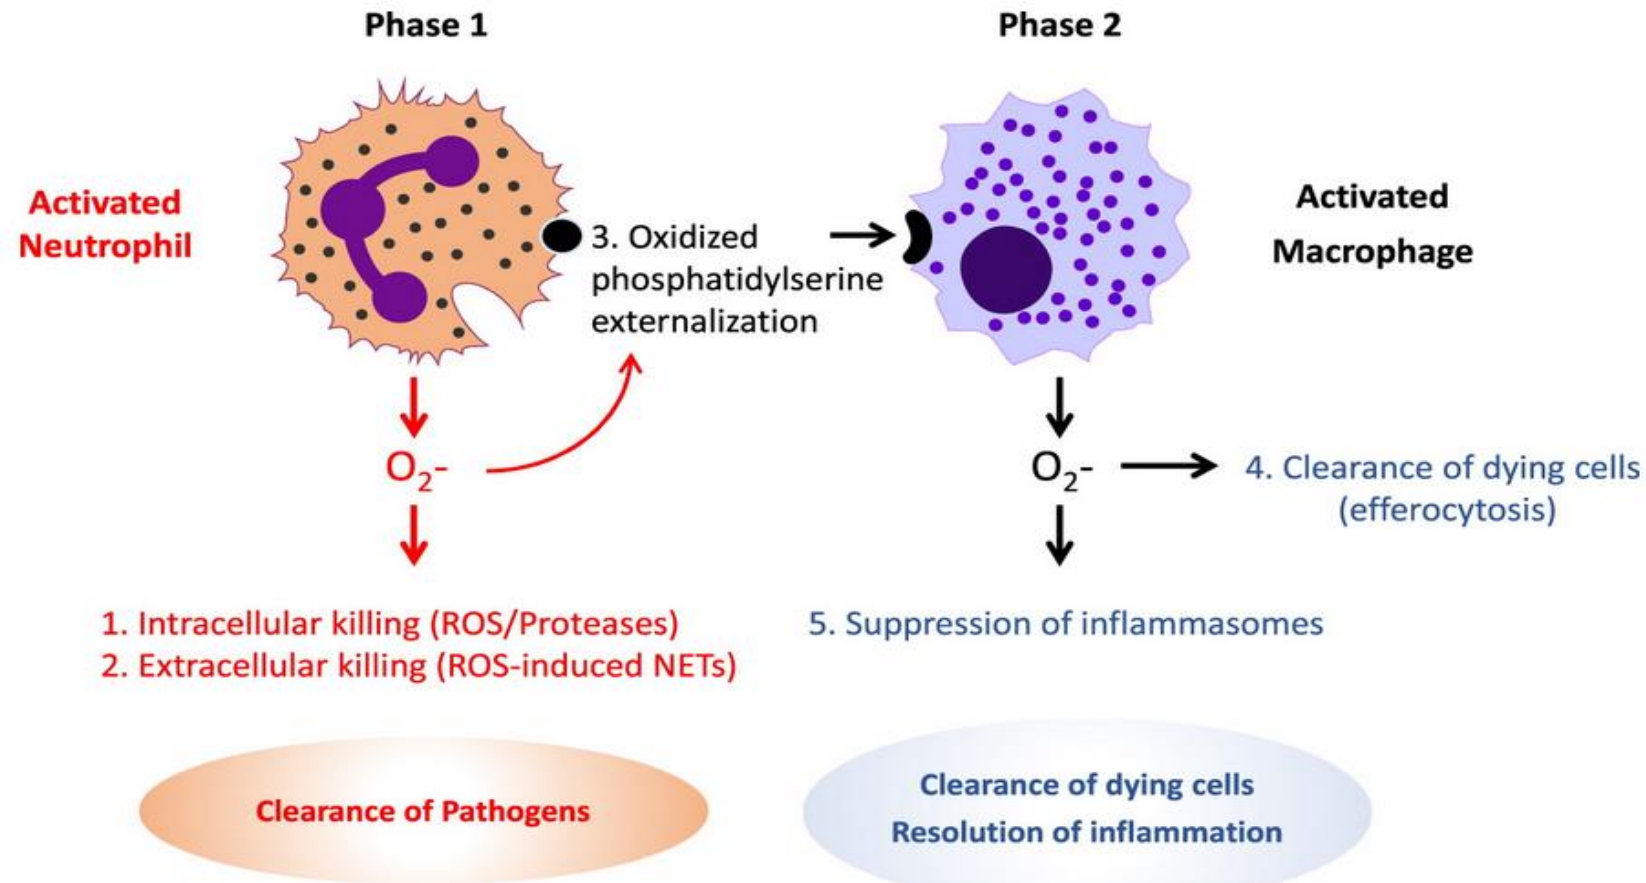 Phase 1
Phase 2
Activated
Neutrophil
3. Oxidized
phosphatidylserine
externalization
Activated
Macrophage
O2-
O2-
4. Clearance of dying cells
(efferocytosis)
1. Intracellular killing (ROS/Proteases)
2. Extracellular killing (ROS-induced NETs)
5. Suppression of inflammasomes
Clearance of Pathogens
Clearance of dying cells
Resolution of inflammation